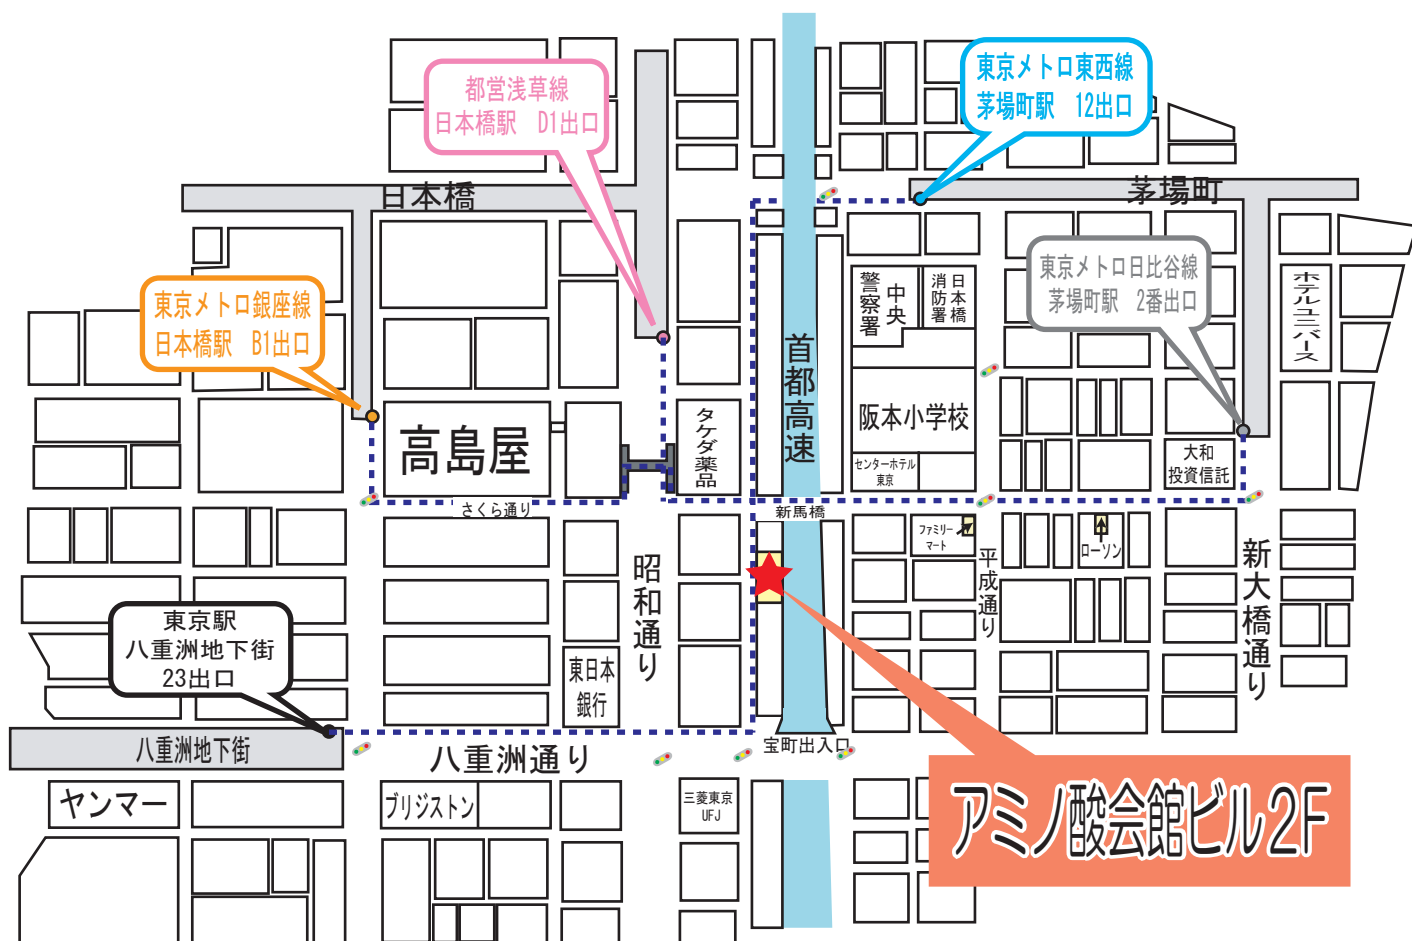 都営浅草線
日本橋駅　D1出口
東京メトロ東西線
茅場町駅　12出口
日本橋
茅場町
東京メトロ銀座線
日本橋駅　B1出口
東京メトロ日比谷線
茅場町駅　2番出口
中央
警察署
日本橋
消防署
ホテルユニバース
首都高速
高島屋
タケダ薬品
阪本小学校
センターホテル
東京
大和
投資信託
さくら通り
新馬橋
ファミリー
マート
ローソン
昭和通り
平成通り
新大橋通り
東京駅
八重洲地下街
23出口
東日本
銀行
八重洲地下街
八重洲通り
宝町出入口
ヤンマー
ブリジストン
三菱東京
UFJ
アミノ酸会館ビル2F